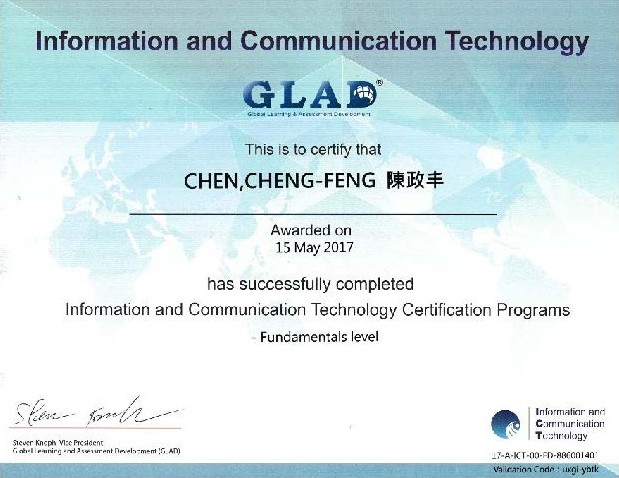 Information and Communication Technology
GLAD®
Global Learning & Assessment Development
This is to certify that
CHEN,CHENG-FENG 陳政丰
Awarded on
15 May 2017
has successfully completed
Information and Communication Technology Certification Programs
- Fundamentals level
Steven Knoph Vice President
Global Learning and Assessment Development (GLAD)
Information and
Communication
Technology
17-A-ICT-00-FD-886001401
Validation Code : uxgi-ybtk